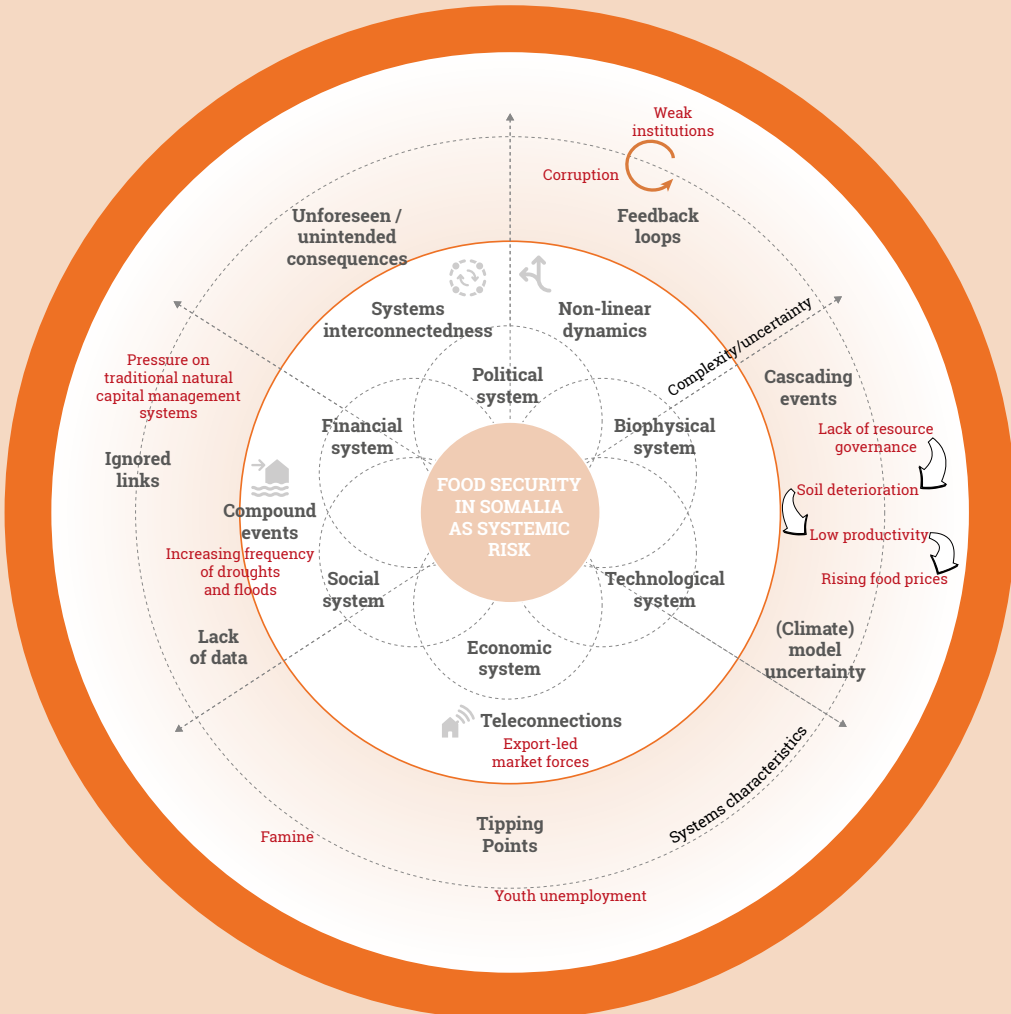 Weak
institutions
Corruption
Unforeseen /
unintended
consequences
Feedback
loops
Systems
interconnectedness
Non-linear
dynamics
Complexity/uncertainty
Pressure on
traditional natural
capital management
systems
Political
system
Cascading
events
Financial
system
Biophysical
system
Lack of resource
governance
Ignored
links
FOOD SECURITY
IN SOMALIA
AS SYSTEMIC
RISK
Soil deterioration
Compound
events
Low productivity
Increasing frequency
of droughts
and floods
Rising food prices
Social
system
Technological
system
Lack
of data
(Climate)
model
uncertainty
Economic
system
Teleconnections
Export-led
market forces
Systems characteristics
Tipping
Points
Famine
Youth unemployment